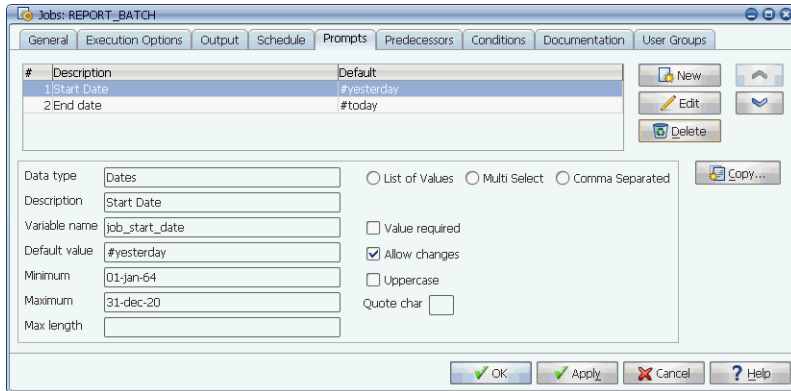 Jobs: REPORT_BATCH
General Execution Options Output Schedule Prompts Predecessors Conditions Documentation User Groups
# Description Default
1 Start Date #yesterday
2 End date #today
New
Edit
Delete
Copy...
Data type Dates List of Values Multi Select Comma Separated
Description Start Date
Variable name job_start_date Value required
Default value #yesterday Allow changes
Minimum 01-jan-64 Uppercase
Maximum 31-dec-20 Quote char
Max length
OK Apply Cancel ? Help